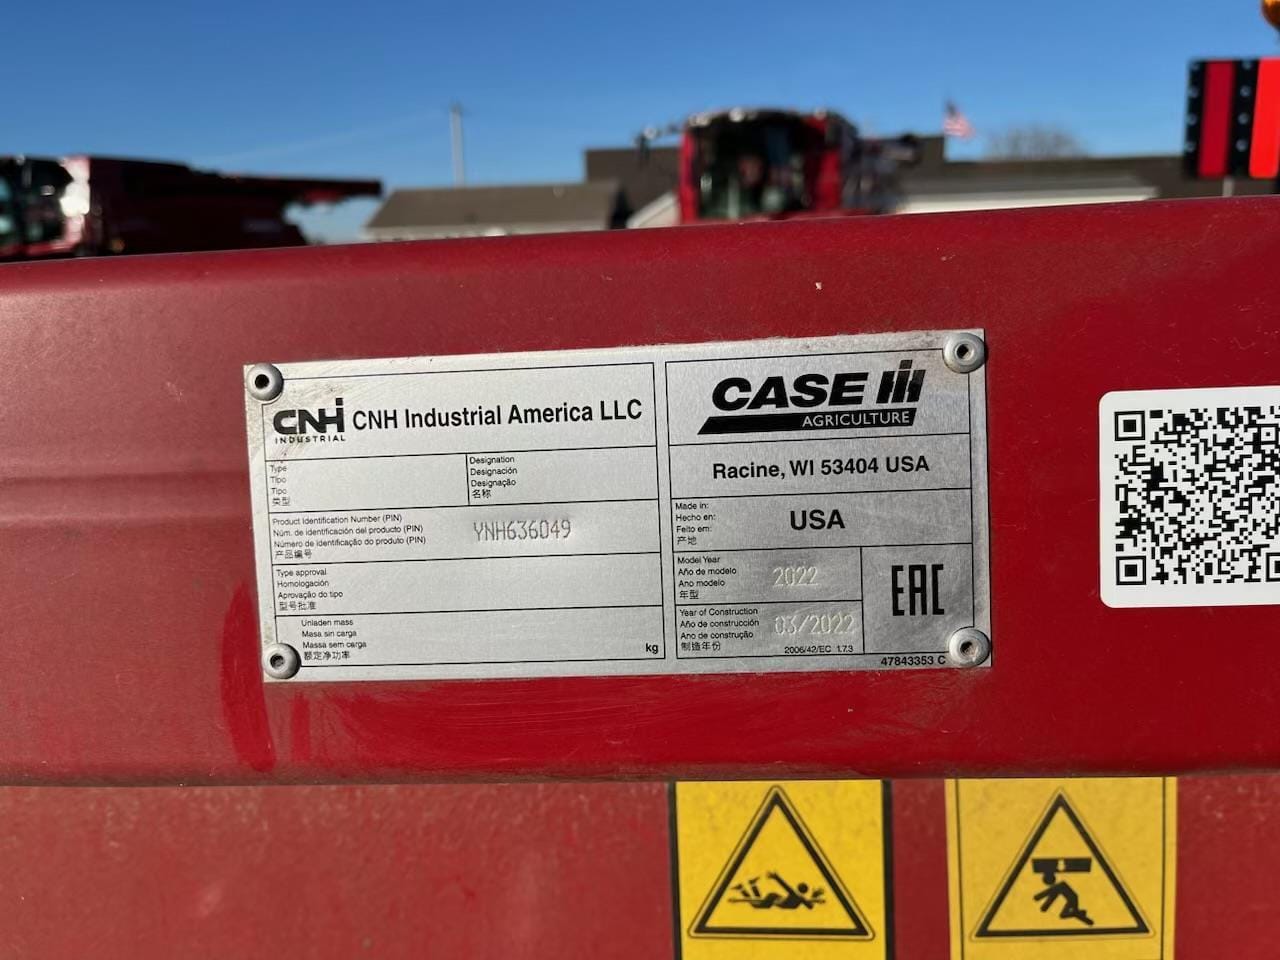 CNH
INDUSTRIAL
CNH Industrial America LLC
Type
Tipo
Tipo
类型
Designation
Designación
Designação
名称
Product Identification Number (PIN)
Núm. de identificación del producto (PIN)
Número de identificação do produto (PIN)
产品编号
YNH636049
Type approval
Homologación
Aprovação do tipo
型号批准
Unladen mass
Masa sin carga
Massa sem carga
额定净功率
kg
CASE IH
AGRICULTURE
Racine, WI 53404 USA
Made in:
Hecho en:
Feito em:
产地
USA
Model Year
Año de modelo
Ano modelo
年型
2022
Year of Construction
Año de construcción
Ano de construção
制造年份
03/2022
2006/42/EC 1.7.3
EAC
47843353 C